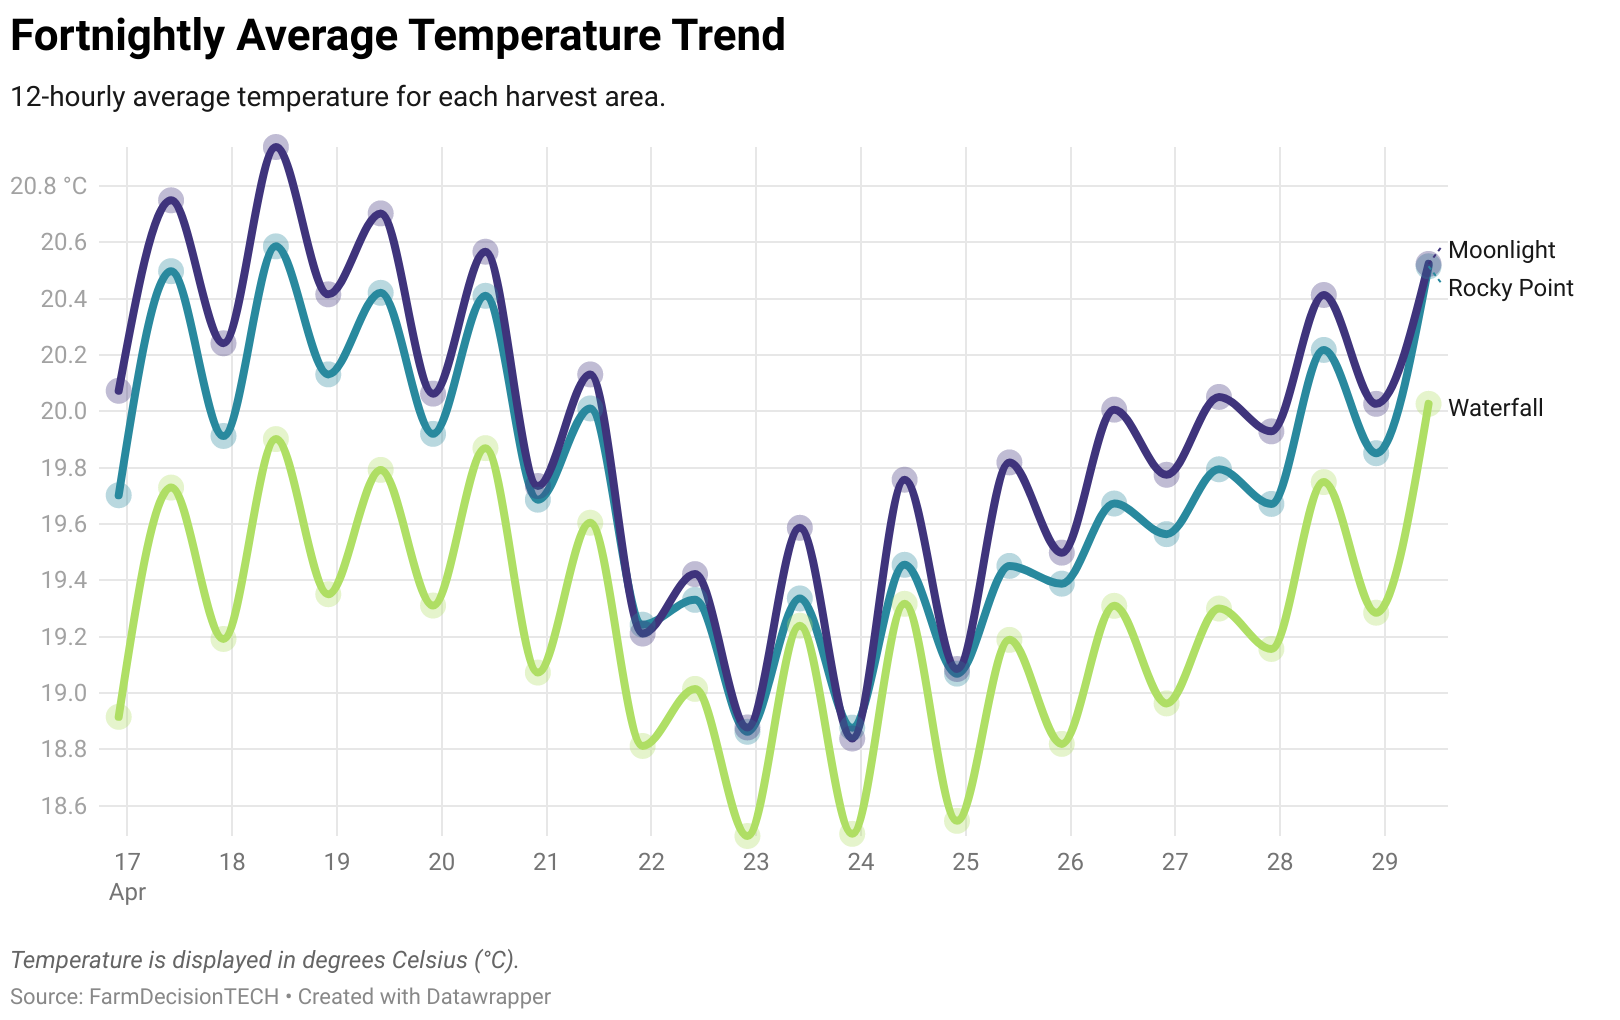 Fortnightly Average Temperature Trend
12-hourly average temperature for each harvest area.
20.8 °C
20.6
20.4
20.2
20.0
19.8
19.6
19.4
19.2
19.0
18.8
18.6
Moonlight
Rocky Point
Waterfall
17 18 19 20 21 22 23 24 25 26 27 28 29
Apr
Temperature is displayed in degrees Celsius (°C).
Source: FarmDecisionTECH • Created with Datawrapper